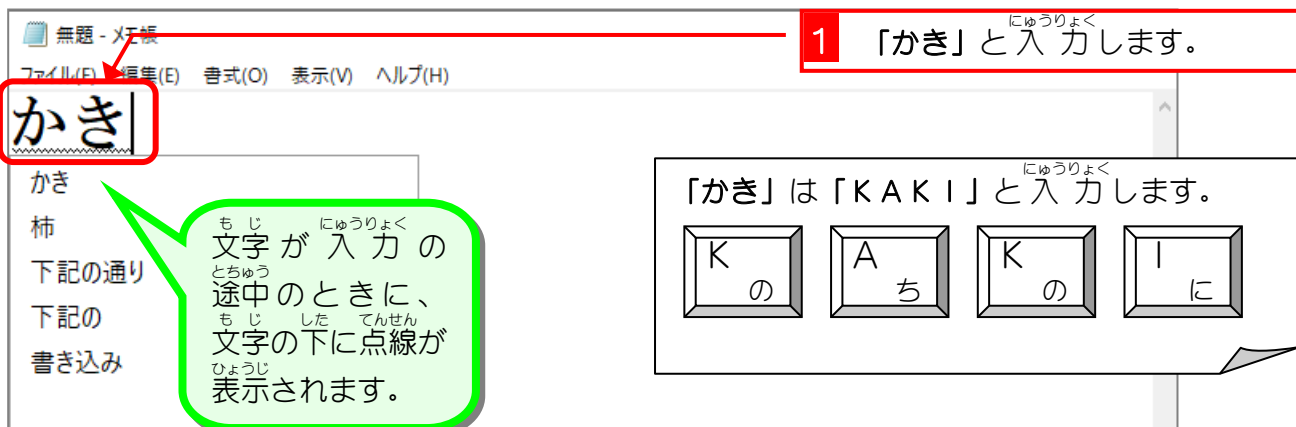 無題 - メモ帳
ファイル(F) 編集(E) 書式(O) 表示(V) ヘルプ(H)
1 「かき」と入力します。
にゅうりょく
かき
かき
柿
下記の通り
下記の
書き込み
もじ にゅうりょく
文字が入力の
とちゅう
途中のときに、
もじ した てんせん
文字の下に点線が
ひょうじ
表示されます。
にゅうりょく
「かき」は「KAKI」と入力します。
K A K I
の ち の に